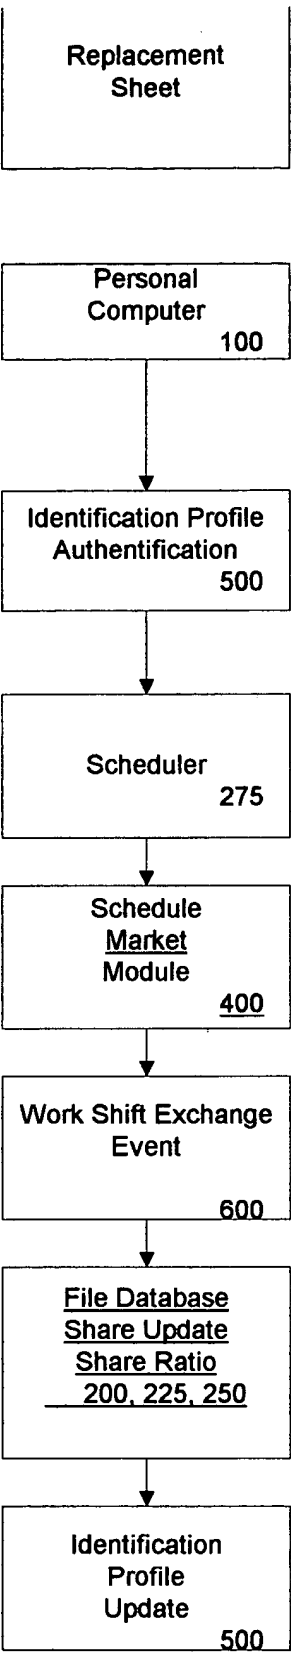 Replacement
Sheet
Personal
Computer
100
Identification Profile
Authentification
500
Scheduler
275
Schedule
Market
Module
400
Work Shift Exchange
Event
600
File Database
Share Update
Share Ratio
200, 225, 250
Identification
Profile
Update
500